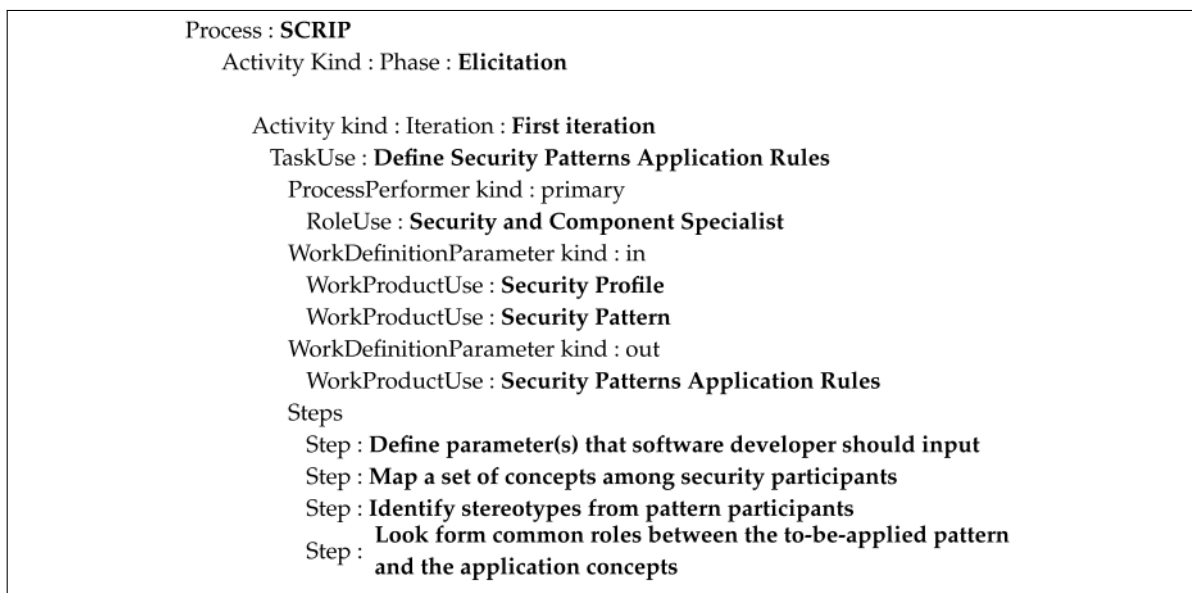 Process : SCRIP
Activity Kind : Phase : Elicitation
Activity kind : Iteration : First iteration
TaskUse : Define Security Patterns Application Rules
ProcessPerformer kind : primary
RoleUse : Security and Component Specialist
WorkDefinitionParameter kind : in
WorkProductUse : Security Profile
WorkProductUse : Security Pattern
WorkDefinitionParameter kind : out
WorkProductUse : Security Patterns Application Rules
Steps
Step : Define parameter(s) that software developer should input
Step : Map a set of concepts among security participants
Step : Identify stereotypes from pattern participants
Step : Look form common roles between the to-be-applied pattern
and the application concepts